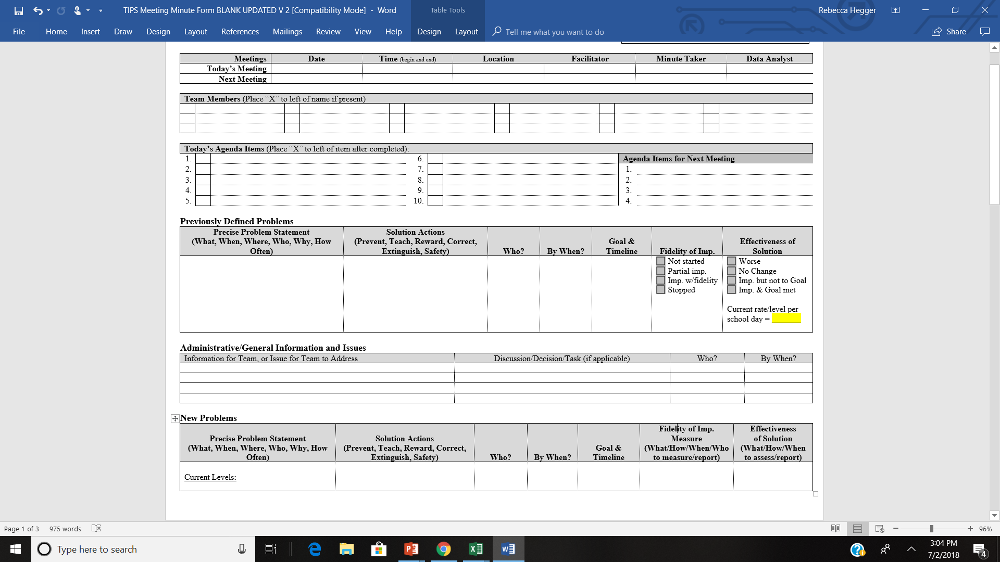 TIPS Meeting Minute Form BLANK UPDATED V 2 [Compatibility Mode] - Word
Table Tools
Rebecca Hegger
File Home Insert Draw Design Layout References Mailings Review View Help Design Layout Tell me what you want to do Share
Meetings Date Time (begin and end) Location Facilitator Minute Taker Data Analyst
Today's Meeting
Next Meeting
Team Members (Place "X" to left of name if present)
Today's Agenda Items (Place "X" to left of item after completed):
1. 6. Agenda Items for Next Meeting
2. 7. 1.
3. 8. 2.
4. 9. 3.
5. 10. 4.
Previously Defined Problems
Precise Problem Statement
(What, When, Where, Who, Why, How
Often)
Solution Actions
(Prevent, Teach, Reward, Correct,
Extinguish, Safety)
Who?
By When?
Goal &
Timeline
Fidelity of Imp.
Effectiveness of
Solution
Not started
Partial imp.
Imp. w/fidelity
Stopped
Worse
No Change
Imp. but not to Goal
Imp. & Goal met
Current rate/level per
school day =
Administrative/General Information and Issues
Information for Team, or Issue for Team to Address Discussion/Decision/Task (if applicable) Who? By When?
New Problems
Precise Problem Statement
(What, When, Where, Who, Why, How
Often)
Solution Actions
(Prevent, Teach, Reward, Correct,
Extinguish, Safety)
Who?
By When?
Goal &
Timeline
Fidelity of Imp.
Measure
(What/How/When/Who
to measure/report)
Effectiveness
of Solution
(What/How/When
to assess/report)
Current Levels:
Page 1 of 3 975 words 96%
Type here to search
3:04 PM
7/2/2018
4